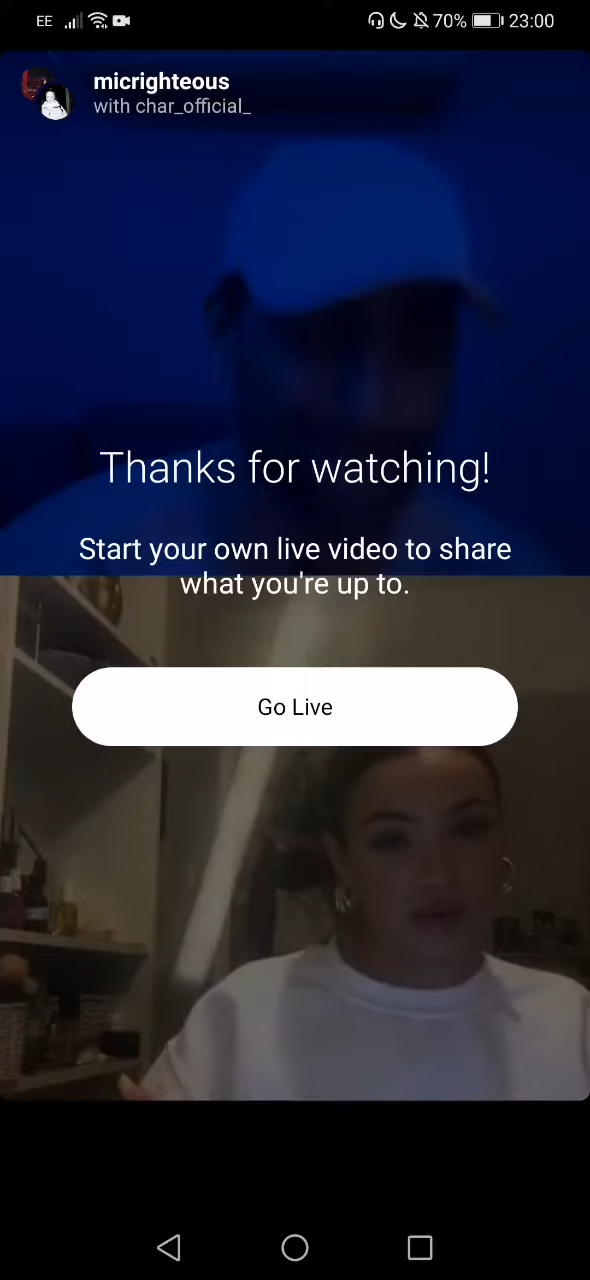 EE 70% 23:00
micrighteous
with char_official_
Thanks for watching!
Start your own live video to share
what you're up to.
Go Live